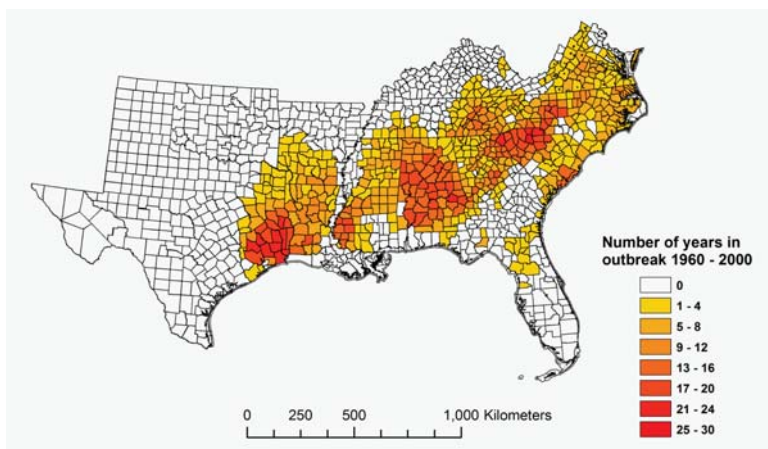 Number of years in
outbreak 1960 - 2000
0
1 - 4
5 - 8
9 - 12
13 - 16
17 - 20
21 - 24
25 - 30
0 250 500 1,000 Kilometers